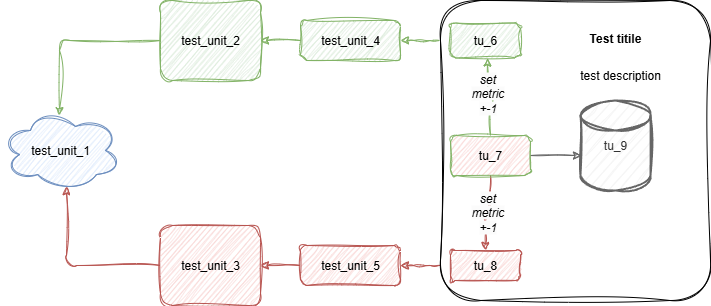 test_unit_2
test_unit_4
tu_6
Test titile
test description
set
metric
+-1
test_unit_1
tu_7
tu_9
set
metric
+-1
test_unit_3
test_unit_5
tu_8